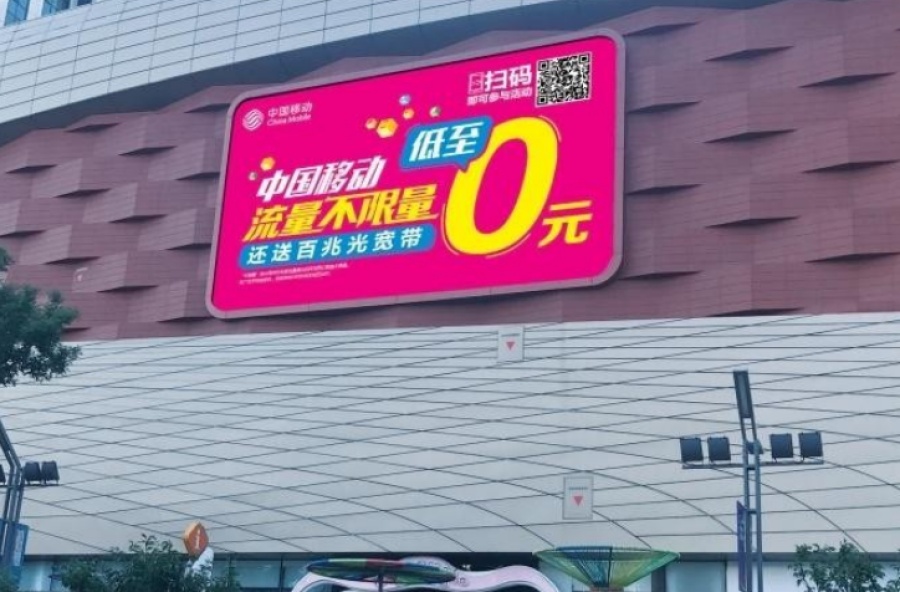 中国移动
China Mobile
扫码
即可参与活动
中国移动
低至
0元
流量不限量
还送百兆光宽带